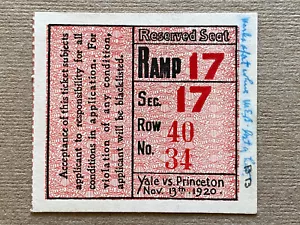 Acceptance of this ticket subjects
applicant to responsibility for all
conditions in application. For
violation of any condition,
applicant will be blacklisted.
Reserved Seat
RAMP 17
SEC. 17
Row 40
No. 34
Yale vs. Princeton
Nov. 13th. 1920.